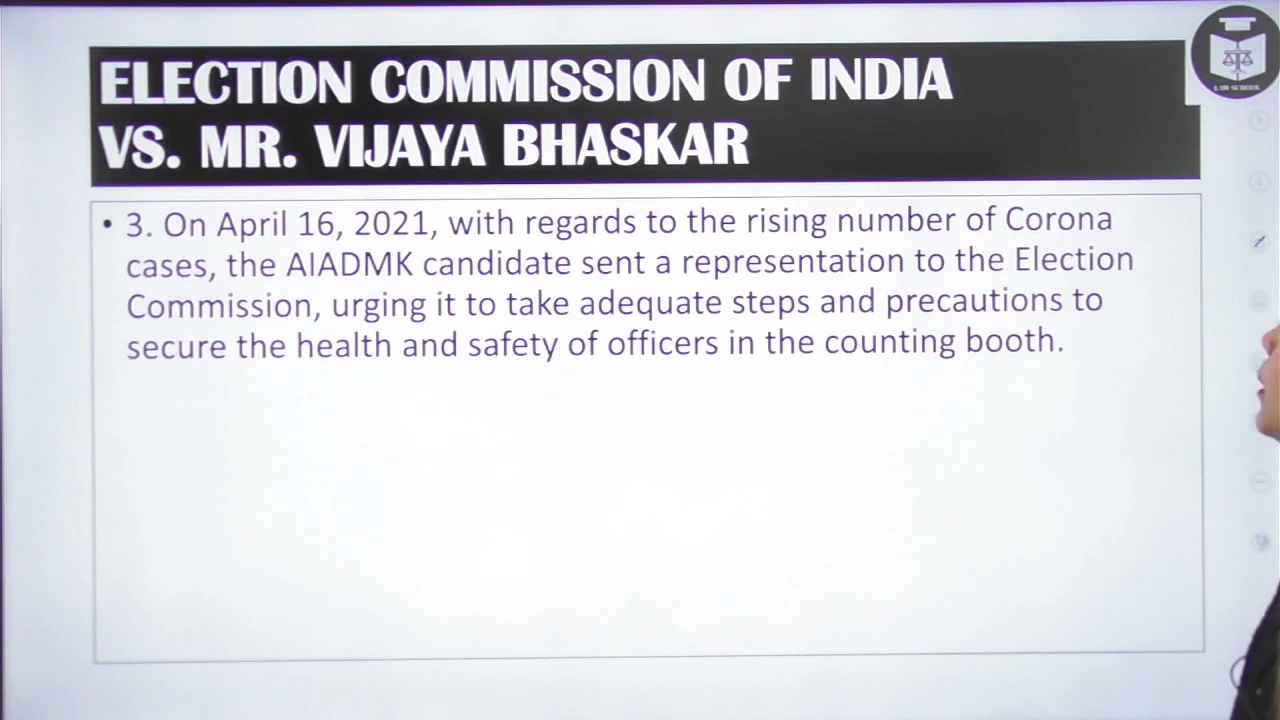 ELECTION COMMISSION OF INDIA
VS. MR. VIJAYA BHASKAR
• 3. On April 16, 2021, with regards to the rising number of Corona
cases, the AIADMK candidate sent a representation to the Election
Commission, urging it to take adequate steps and precautions to
secure the health and safety of officers in the counting booth.
LAW SCHOOL